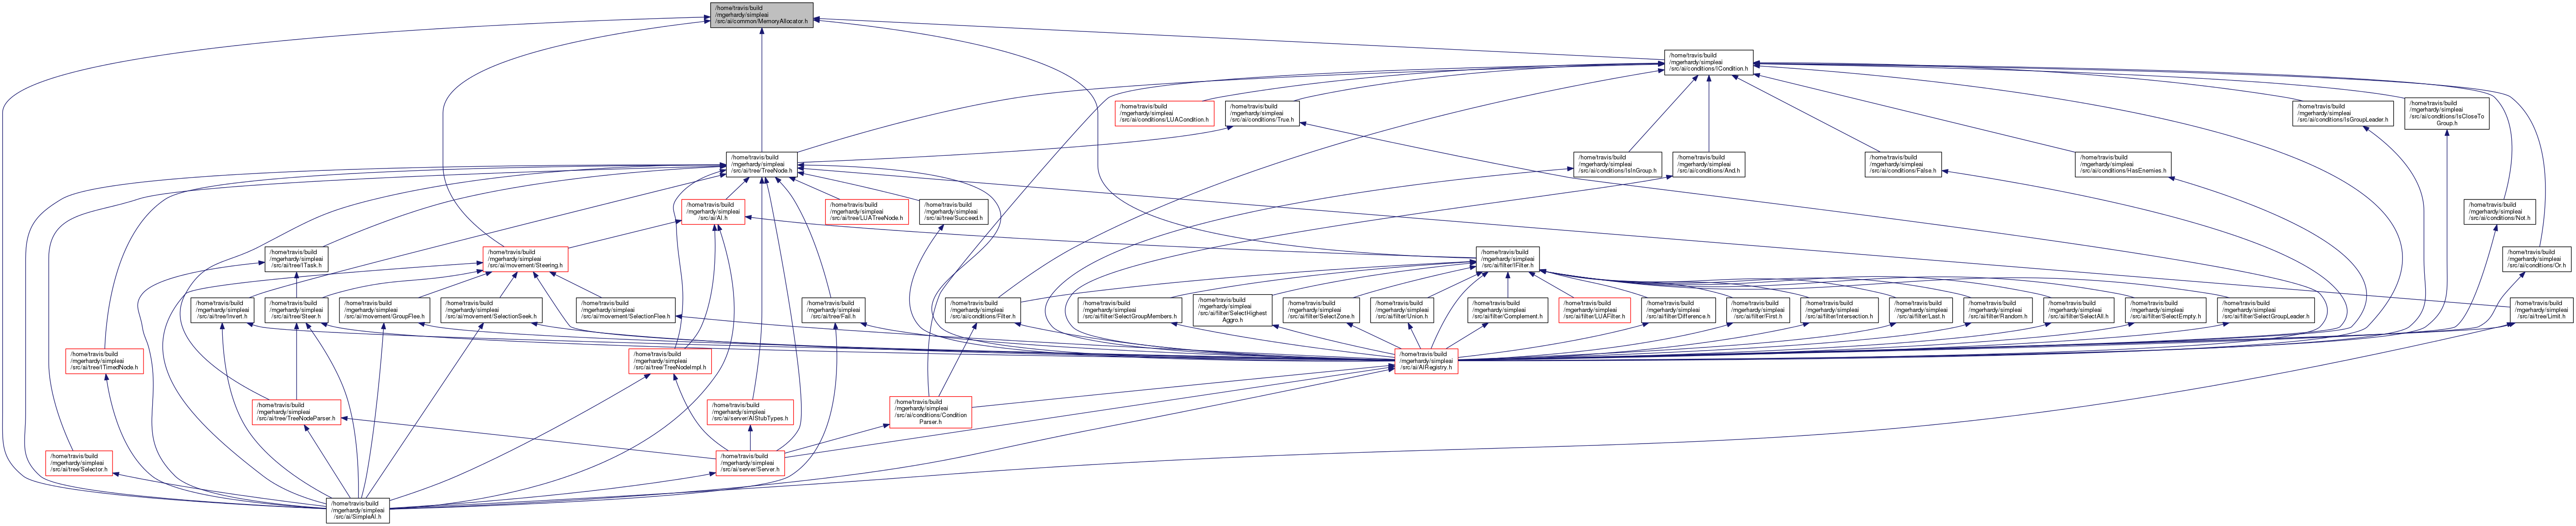 /home/travis/build
/mgerhardy/simpleai
/src/ai/common/MemoryAllocator.h
/home/travis/build
/mgerhardy/simpleai
/src/ai/conditions/ICondition.h
/home/travis/build
/mgerhardy/simpleai
/src/ai/conditions/LUACondition.h
/home/travis/build
/mgerhardy/simpleai
/src/ai/conditions/True.h
/home/travis/build
/mgerhardy/simpleai
/src/ai/conditions/IsGroupLeader.h
/home/travis/build
/mgerhardy/simpleai
/src/ai/conditions/IsCloseTo
Group.h
/home/travis/build
/mgerhardy/simpleai
/src/ai/tree/TreeNode.h
/home/travis/build
/mgerhardy/simpleai
/src/ai/conditions/IsInGroup.h
/home/travis/build
/mgerhardy/simpleai
/src/ai/conditions/And.h
/home/travis/build
/mgerhardy/simpleai
/src/ai/conditions/False.h
/home/travis/build
/mgerhardy/simpleai
/src/ai/conditions/HasEnemies.h
/home/travis/build
/mgerhardy/simpleai
/src/ai/AI.h
/home/travis/build
/mgerhardy/simpleai
/src/ai/tree/LUATreeNode.h
/home/travis/build
/mgerhardy/simpleai
/src/ai/tree/Succeed.h
/home/travis/build
/mgerhardy/simpleai
/src/ai/conditions/Not.h
/home/travis/build
/mgerhardy/simpleai
/src/ai/tree/ITask.h
/home/travis/build
/mgerhardy/simpleai
/src/ai/movement/Steering.h
/home/travis/build
/mgerhardy/simpleai
/src/ai/filter/IFilter.h
/home/travis/build
/mgerhardy/simpleai
/src/ai/conditions/Or.h
/home/travis/build
/mgerhardy/simpleai
/src/ai/tree/Invert.h
/home/travis/build
/mgerhardy/simpleai
/src/ai/tree/Steer.h
/home/travis/build
/mgerhardy/simpleai
/src/ai/movement/GroupFlee.h
/home/travis/build
/mgerhardy/simpleai
/src/ai/movement/SelectionSeek.h
/home/travis/build
/mgerhardy/simpleai
/src/ai/movement/SelectionFlee.h
/home/travis/build
/mgerhardy/simpleai
/src/ai/tree/Fail.h
/home/travis/build
/mgerhardy/simpleai
/src/ai/conditions/Filter.h
/home/travis/build
/mgerhardy/simpleai
/src/ai/filter/SelectGroupMembers.h
/home/travis/build
/mgerhardy/simpleai
/src/ai/filter/SelectHighest
Aggro.h
/home/travis/build
/mgerhardy/simpleai
/src/ai/filter/SelectZone.h
/home/travis/build
/mgerhardy/simpleai
/src/ai/filter/Union.h
/home/travis/build
/mgerhardy/simpleai
/src/ai/filter/Complement.h
/home/travis/build
/mgerhardy/simpleai
/src/ai/filter/LUAFilter.h
/home/travis/build
/mgerhardy/simpleai
/src/ai/filter/Difference.h
/home/travis/build
/mgerhardy/simpleai
/src/ai/filter/First.h
/home/travis/build
/mgerhardy/simpleai
/src/ai/filter/Intersection.h
/home/travis/build
/mgerhardy/simpleai
/src/ai/filter/Last.h
/home/travis/build
/mgerhardy/simpleai
/src/ai/filter/Random.h
/home/travis/build
/mgerhardy/simpleai
/src/ai/filter/SelectAll.h
/home/travis/build
/mgerhardy/simpleai
/src/ai/filter/SelectEmpty.h
/home/travis/build
/mgerhardy/simpleai
/src/ai/filter/SelectGroupLeader.h
/home/travis/build
/mgerhardy/simpleai
/src/ai/tree/Limit.h
/home/travis/build
/mgerhardy/simpleai
/src/ai/tree/ITimedNode.h
/home/travis/build
/mgerhardy/simpleai
/src/ai/tree/TreeNodeImpl.h
/home/travis/build
/mgerhardy/simpleai
/src/ai/AIRegistry.h
/home/travis/build
/mgerhardy/simpleai
/src/ai/tree/TreeNodeParser.h
/home/travis/build
/mgerhardy/simpleai
/src/ai/server/AIStubTypes.h
/home/travis/build
/mgerhardy/simpleai
/src/ai/conditions/Condition
Parser.h
/home/travis/build
/mgerhardy/simpleai
/src/ai/tree/Selector.h
/home/travis/build
/mgerhardy/simpleai
/src/ai/server/Server.h
/home/travis/build
/mgerhardy/simpleai
/src/ai/SimpleAI.h